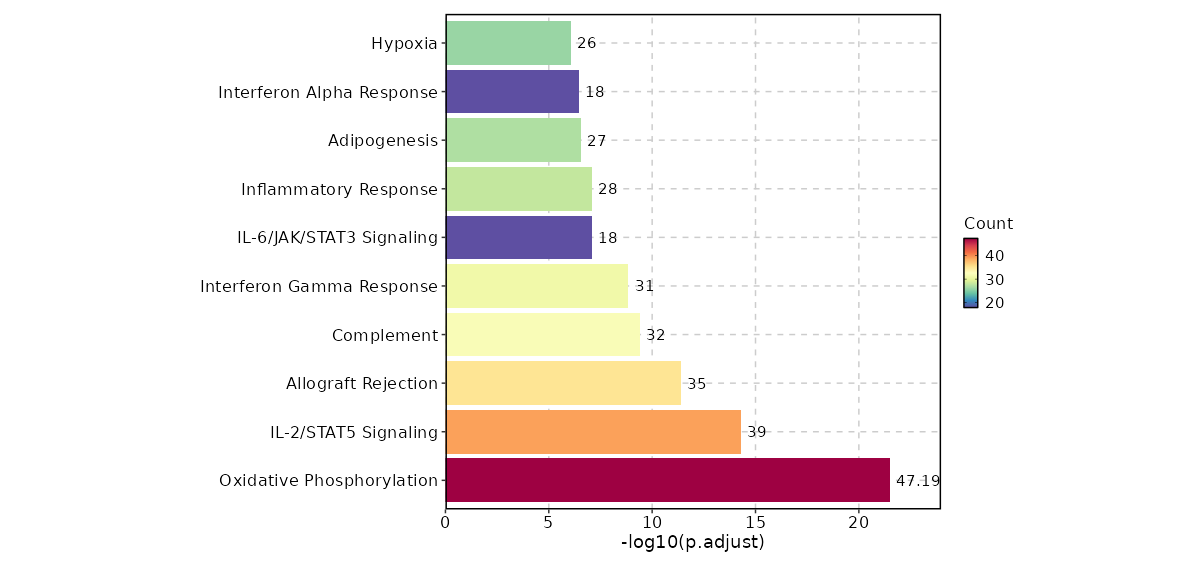 Hypoxia
26
Interferon Alpha Response
18
Adipogenesis
27
Inflammatory Response
28
IL-6/JAK/STAT3 Signaling
18
Interferon Gamma Response
31
Complement
32
Allograft Rejection
35
IL-2/STAT5 Signaling
39
Oxidative Phosphorylation
47.19
0 5 10 15 20
-log10(p.adjust)
Count
40
30
20